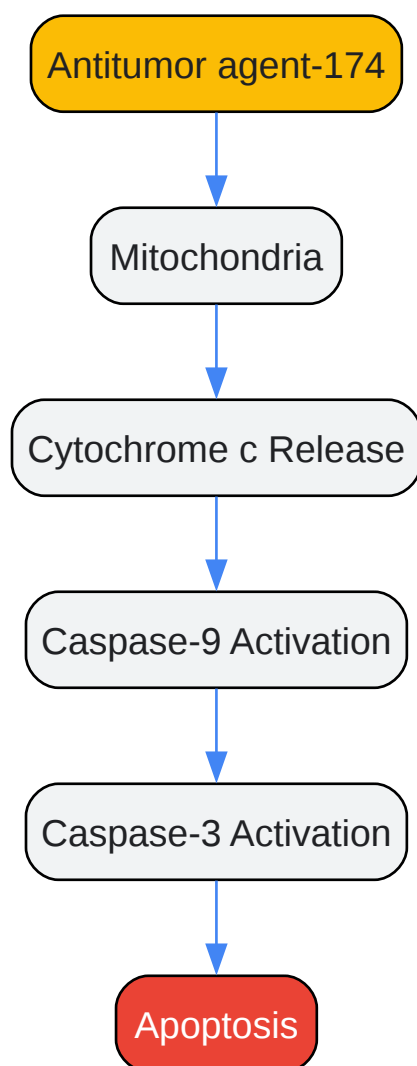 Antitumor agent-174
Mitochondria
Cytochrome c Release
Caspase-9 Activation
Caspase-3 Activation
Apoptosis